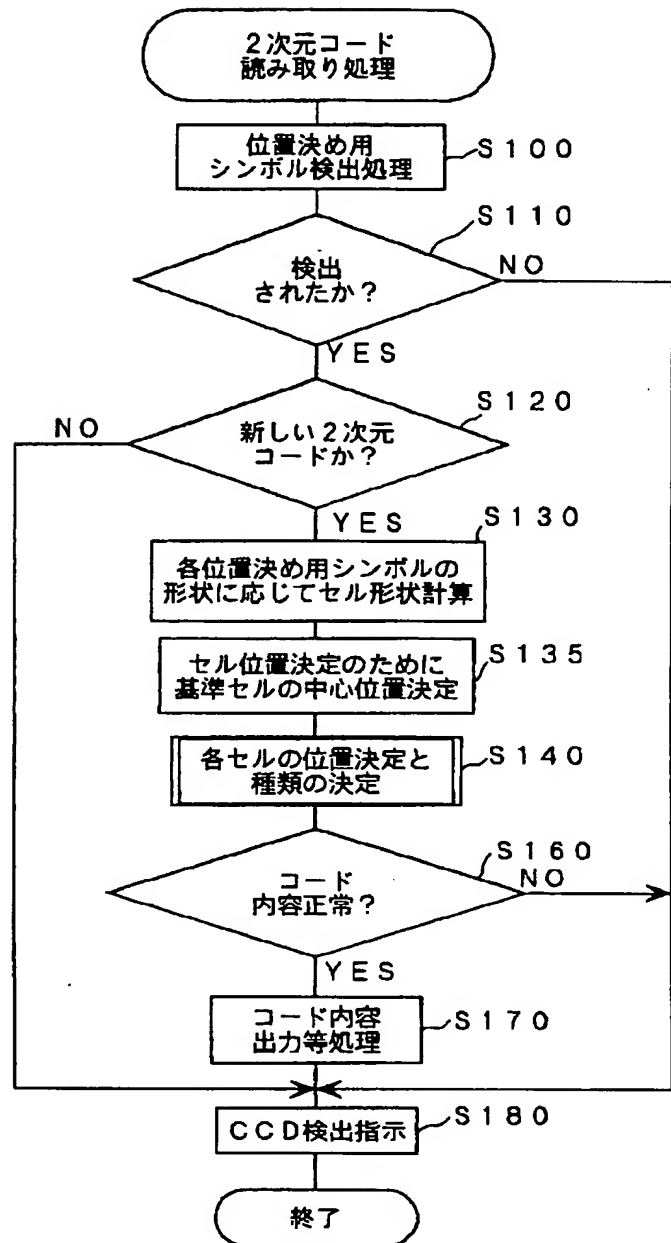 2次元コード
読み取り処理
位置決め用
シンボル検出処理
S100
S110
検出
されたか?
NO
YES
S120
NO
新しい2次元
コードか?
YES
S130
各位置決め用シンボルの
形状に応じてセル形状計算
セル位置決定のために
基準セルの中心位置決定
S135
各セルの位置決定と
種類の決定
S140
S160
コード
内容正常?
NO
YES
コード内容
出力等処理
S170
CCD検出指示
S180
終了